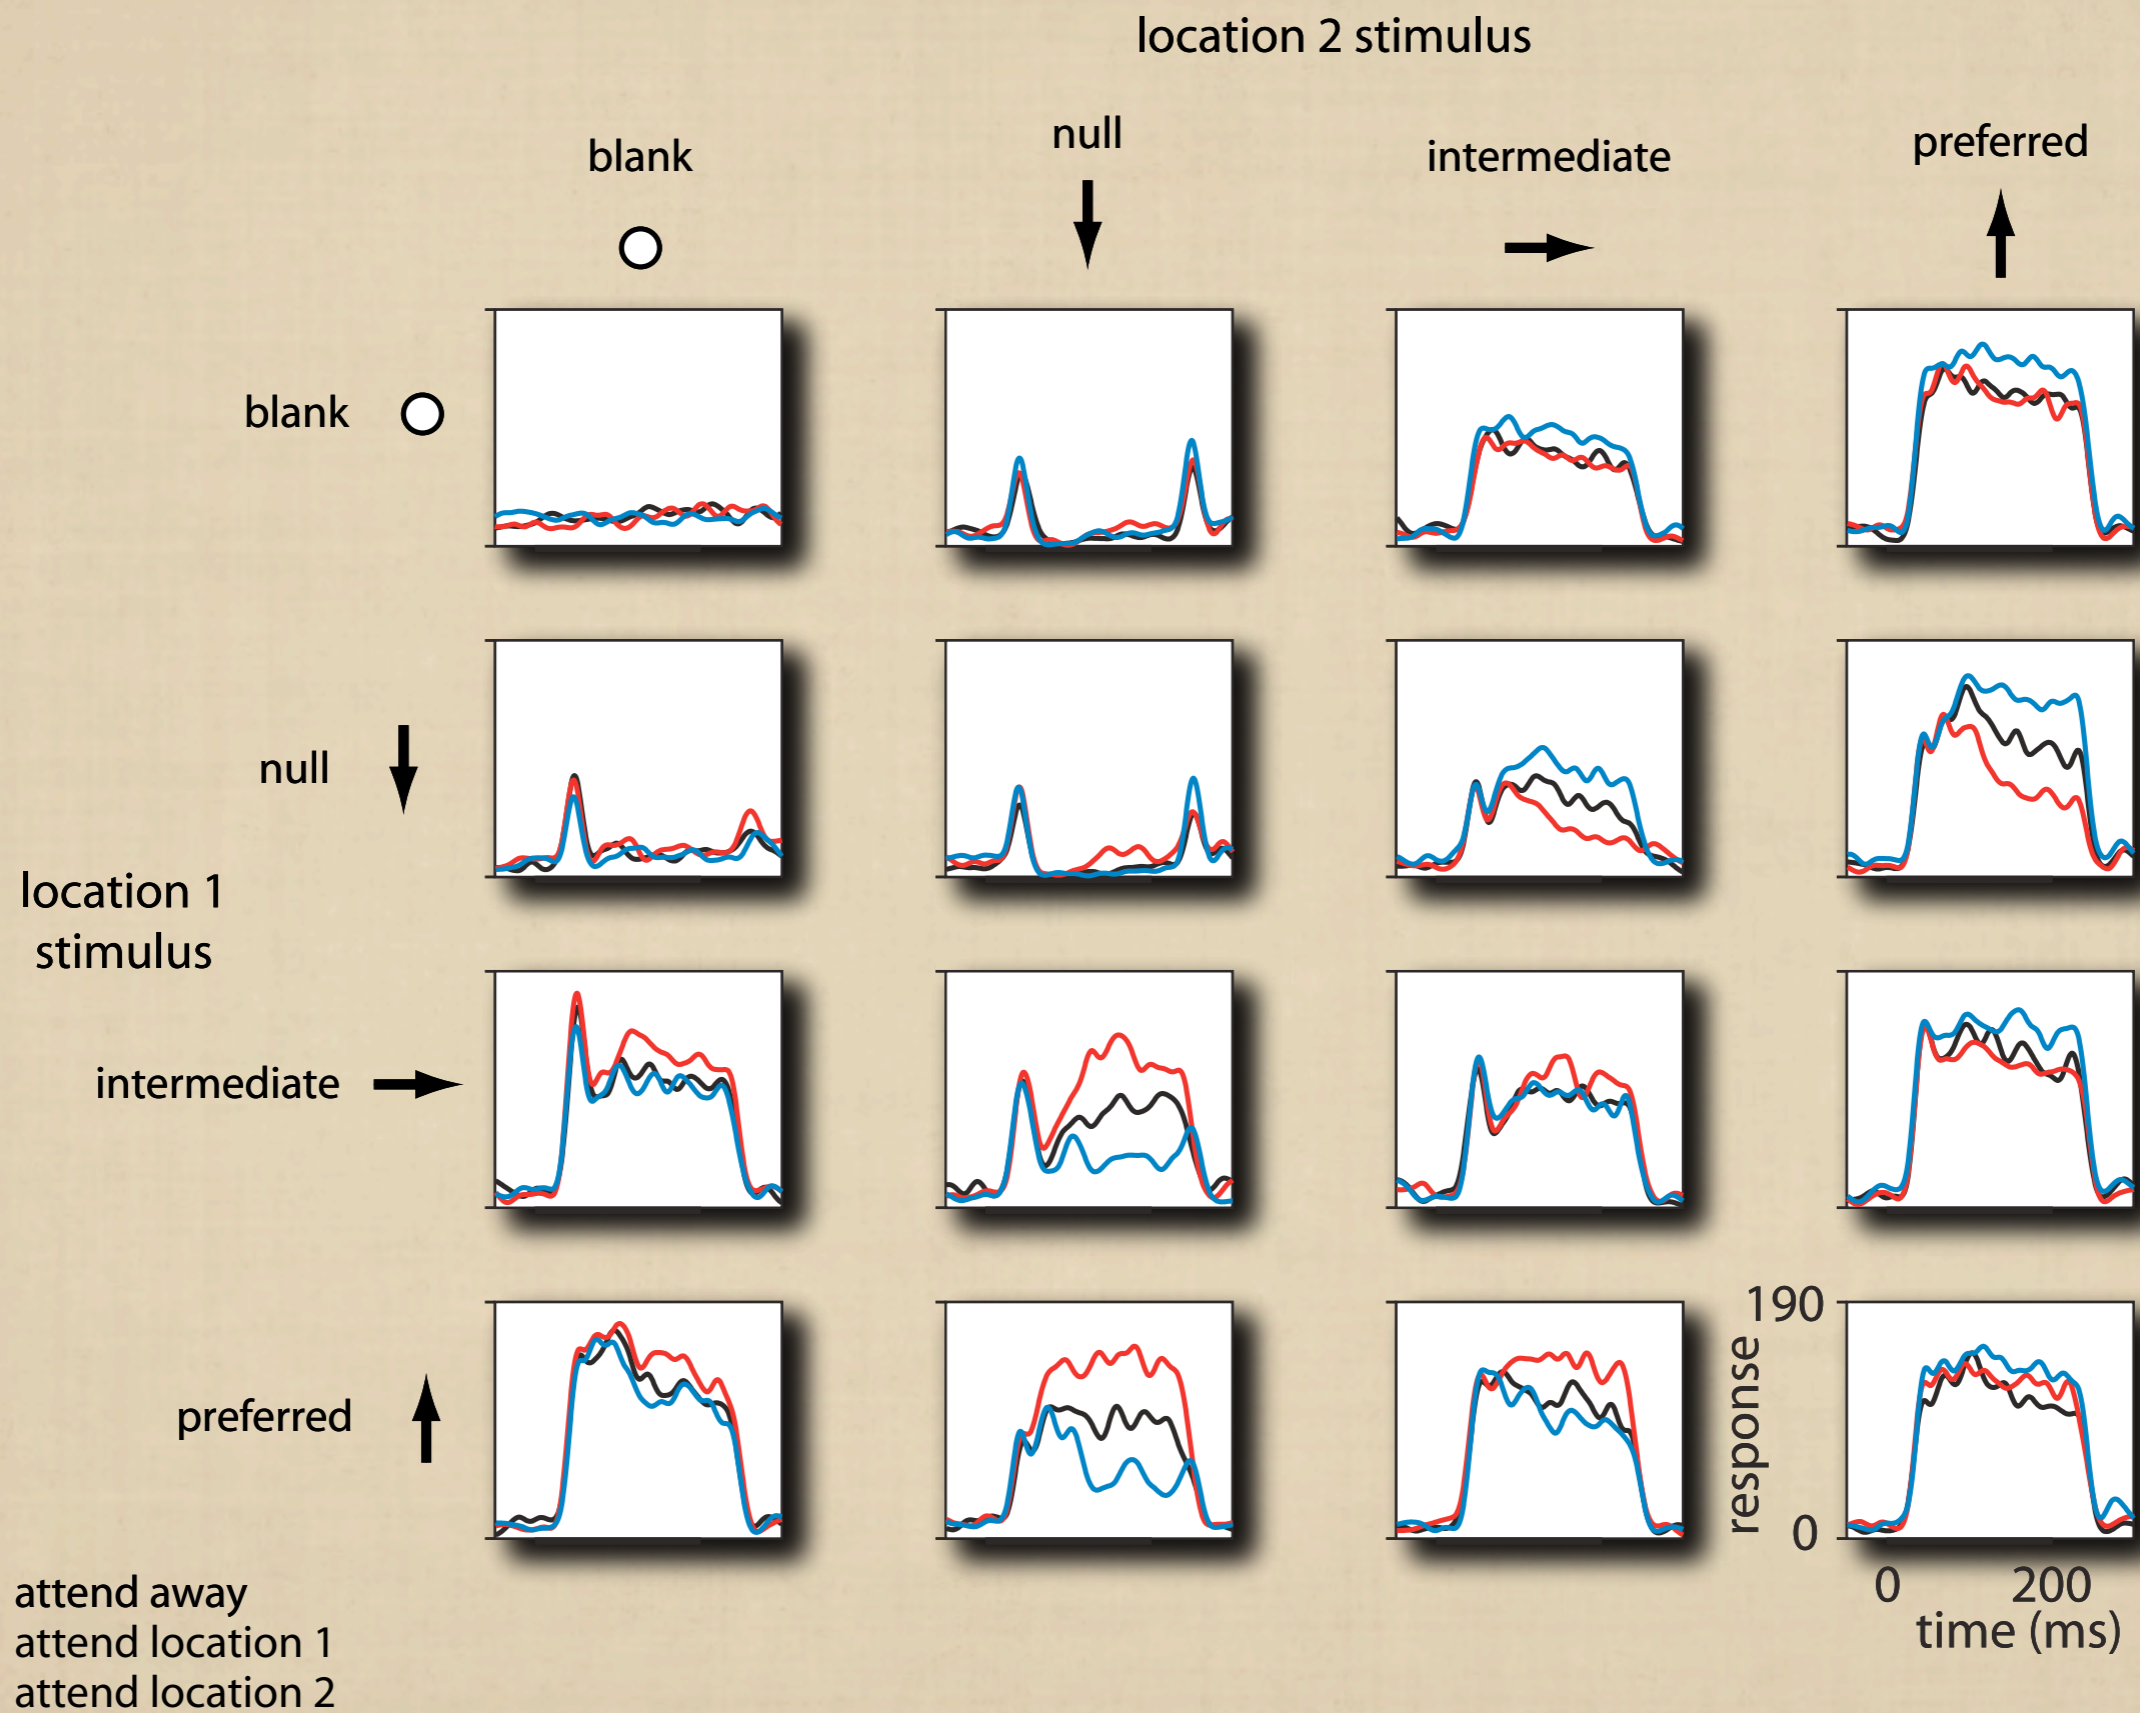 location 2 stimulus
blank
null
intermediate
preferred
blank
null
location 1
stimulus
intermediate
preferred
190
response
0
0 200
time (ms)
attend away
attend location 1
attend location 2